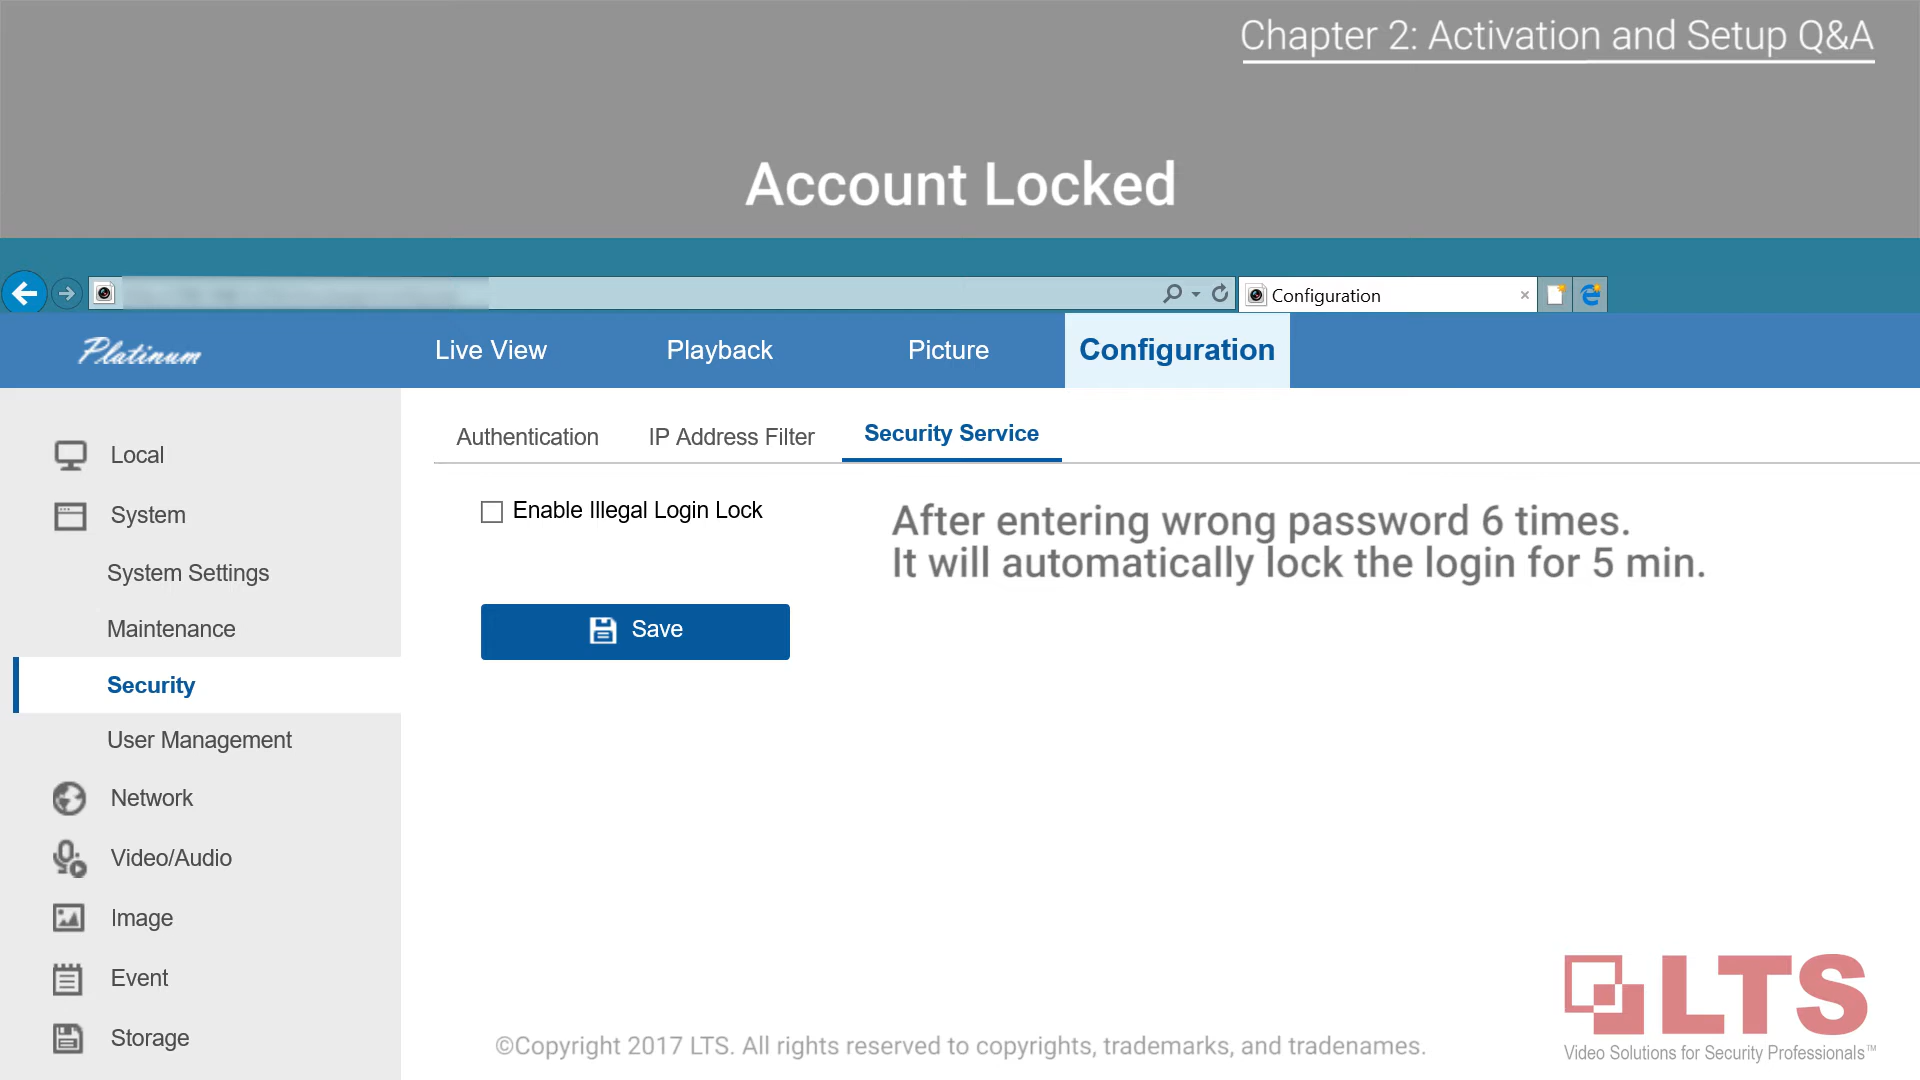 Chapter 2: Activation and Setup Q&A
Account Locked
Configuration
Platinum
Live View
Playback
Picture
Configuration
Authentication
IP Address Filter
Security Service
Local
System
System Settings
Maintenance
Security
User Management
Network
Video/Audio
Image
Event
Storage
Enable Illegal Login Lock
After entering wrong password 6 times.
It will automatically lock the login for 5 min.
Save
LTS
Video Solutions for Security Professionals™
©Copyright 2017 LTS. All rights reserved to copyrights, trademarks, and tradenames.